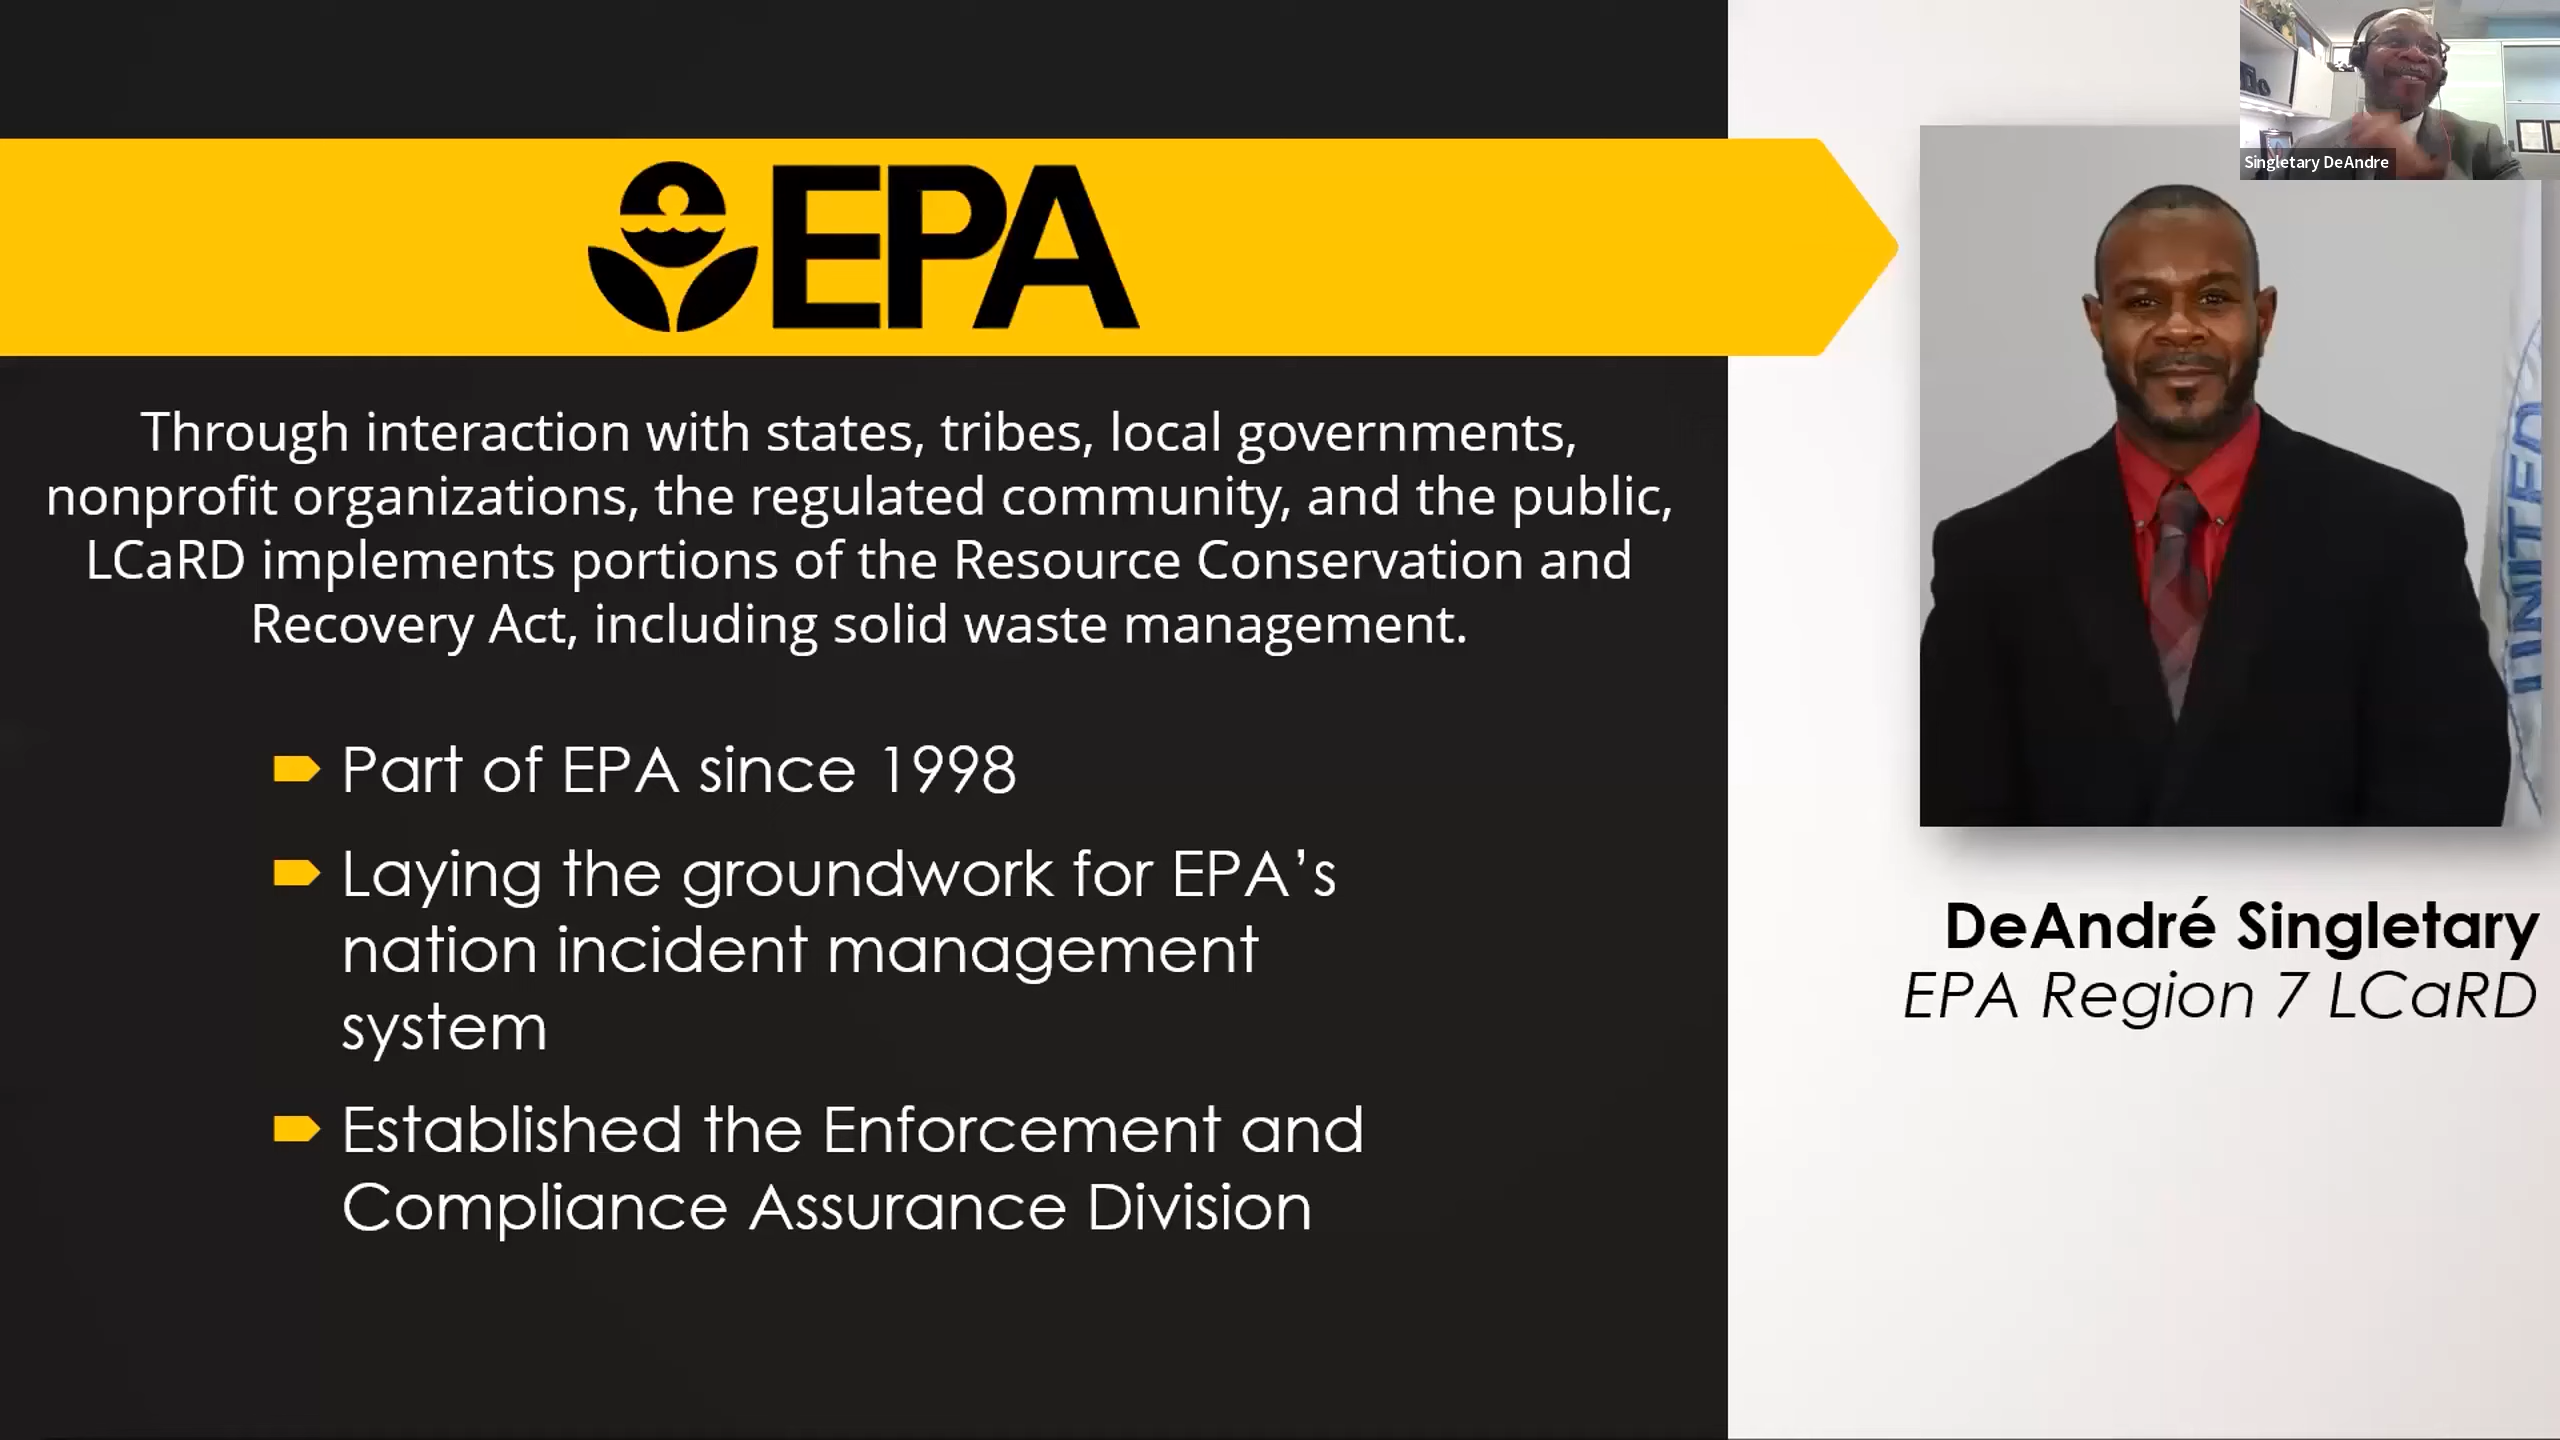 Singletary DeAndre
EPA
Through interaction with states, tribes, local governments,
nonprofit organizations, the regulated community, and the public,
LCaRD implements portions of the Resource Conservation and
Recovery Act, including solid waste management.
Part of EPA since 1998
Laying the groundwork for EPA’s
nation incident management
system
Established the Enforcement and
Compliance Assurance Division
UNITED
DeAndré Singletary
EPA Region 7 LCaRD